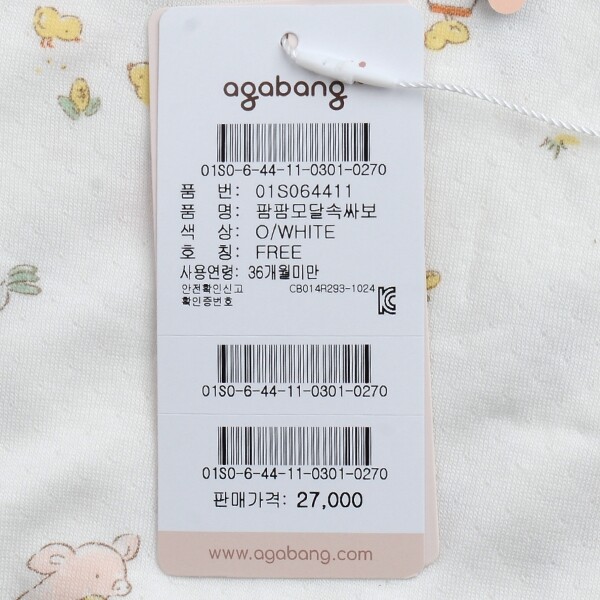 agabang
01S0-6-44-11-0301-0270
품 번: 01S064411
품 명: 팜팜모달속싸보
색 상: O/WHITE
호 칭: FREE
사용연령: 36개월미만
안전확인신고 CB014R293-1024
확인증번호
01S0-6-44-11-0301-0270
01S0-6-44-11-0301-0270
판매가격: 27,000
www.agabang.com